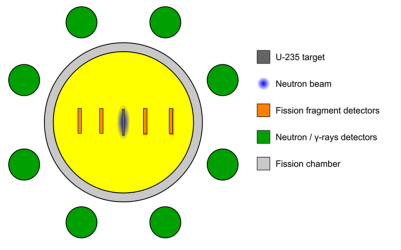 U-235 target
Neutron beam
Fission fragment detectors
Neutron / γ-rays detectors
Fission chamber